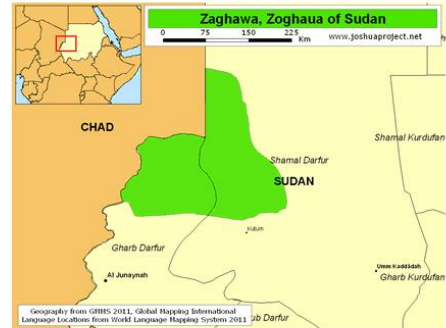 Zaghawa, Zoghaua of Sudan
0 75 150 225
Km
www.joshuaproject.net
CHAD
Shamal Kurdufan
Shamal Darfur
SUDAN
Kutum
Gharb Darfur
Umm Kaddadah
Gharb Kurdufan
Al Junaynah
ub Darfur
Geography from GMMS 2011, Global Mapping International
Language Locations from World Language Mapping System 2011